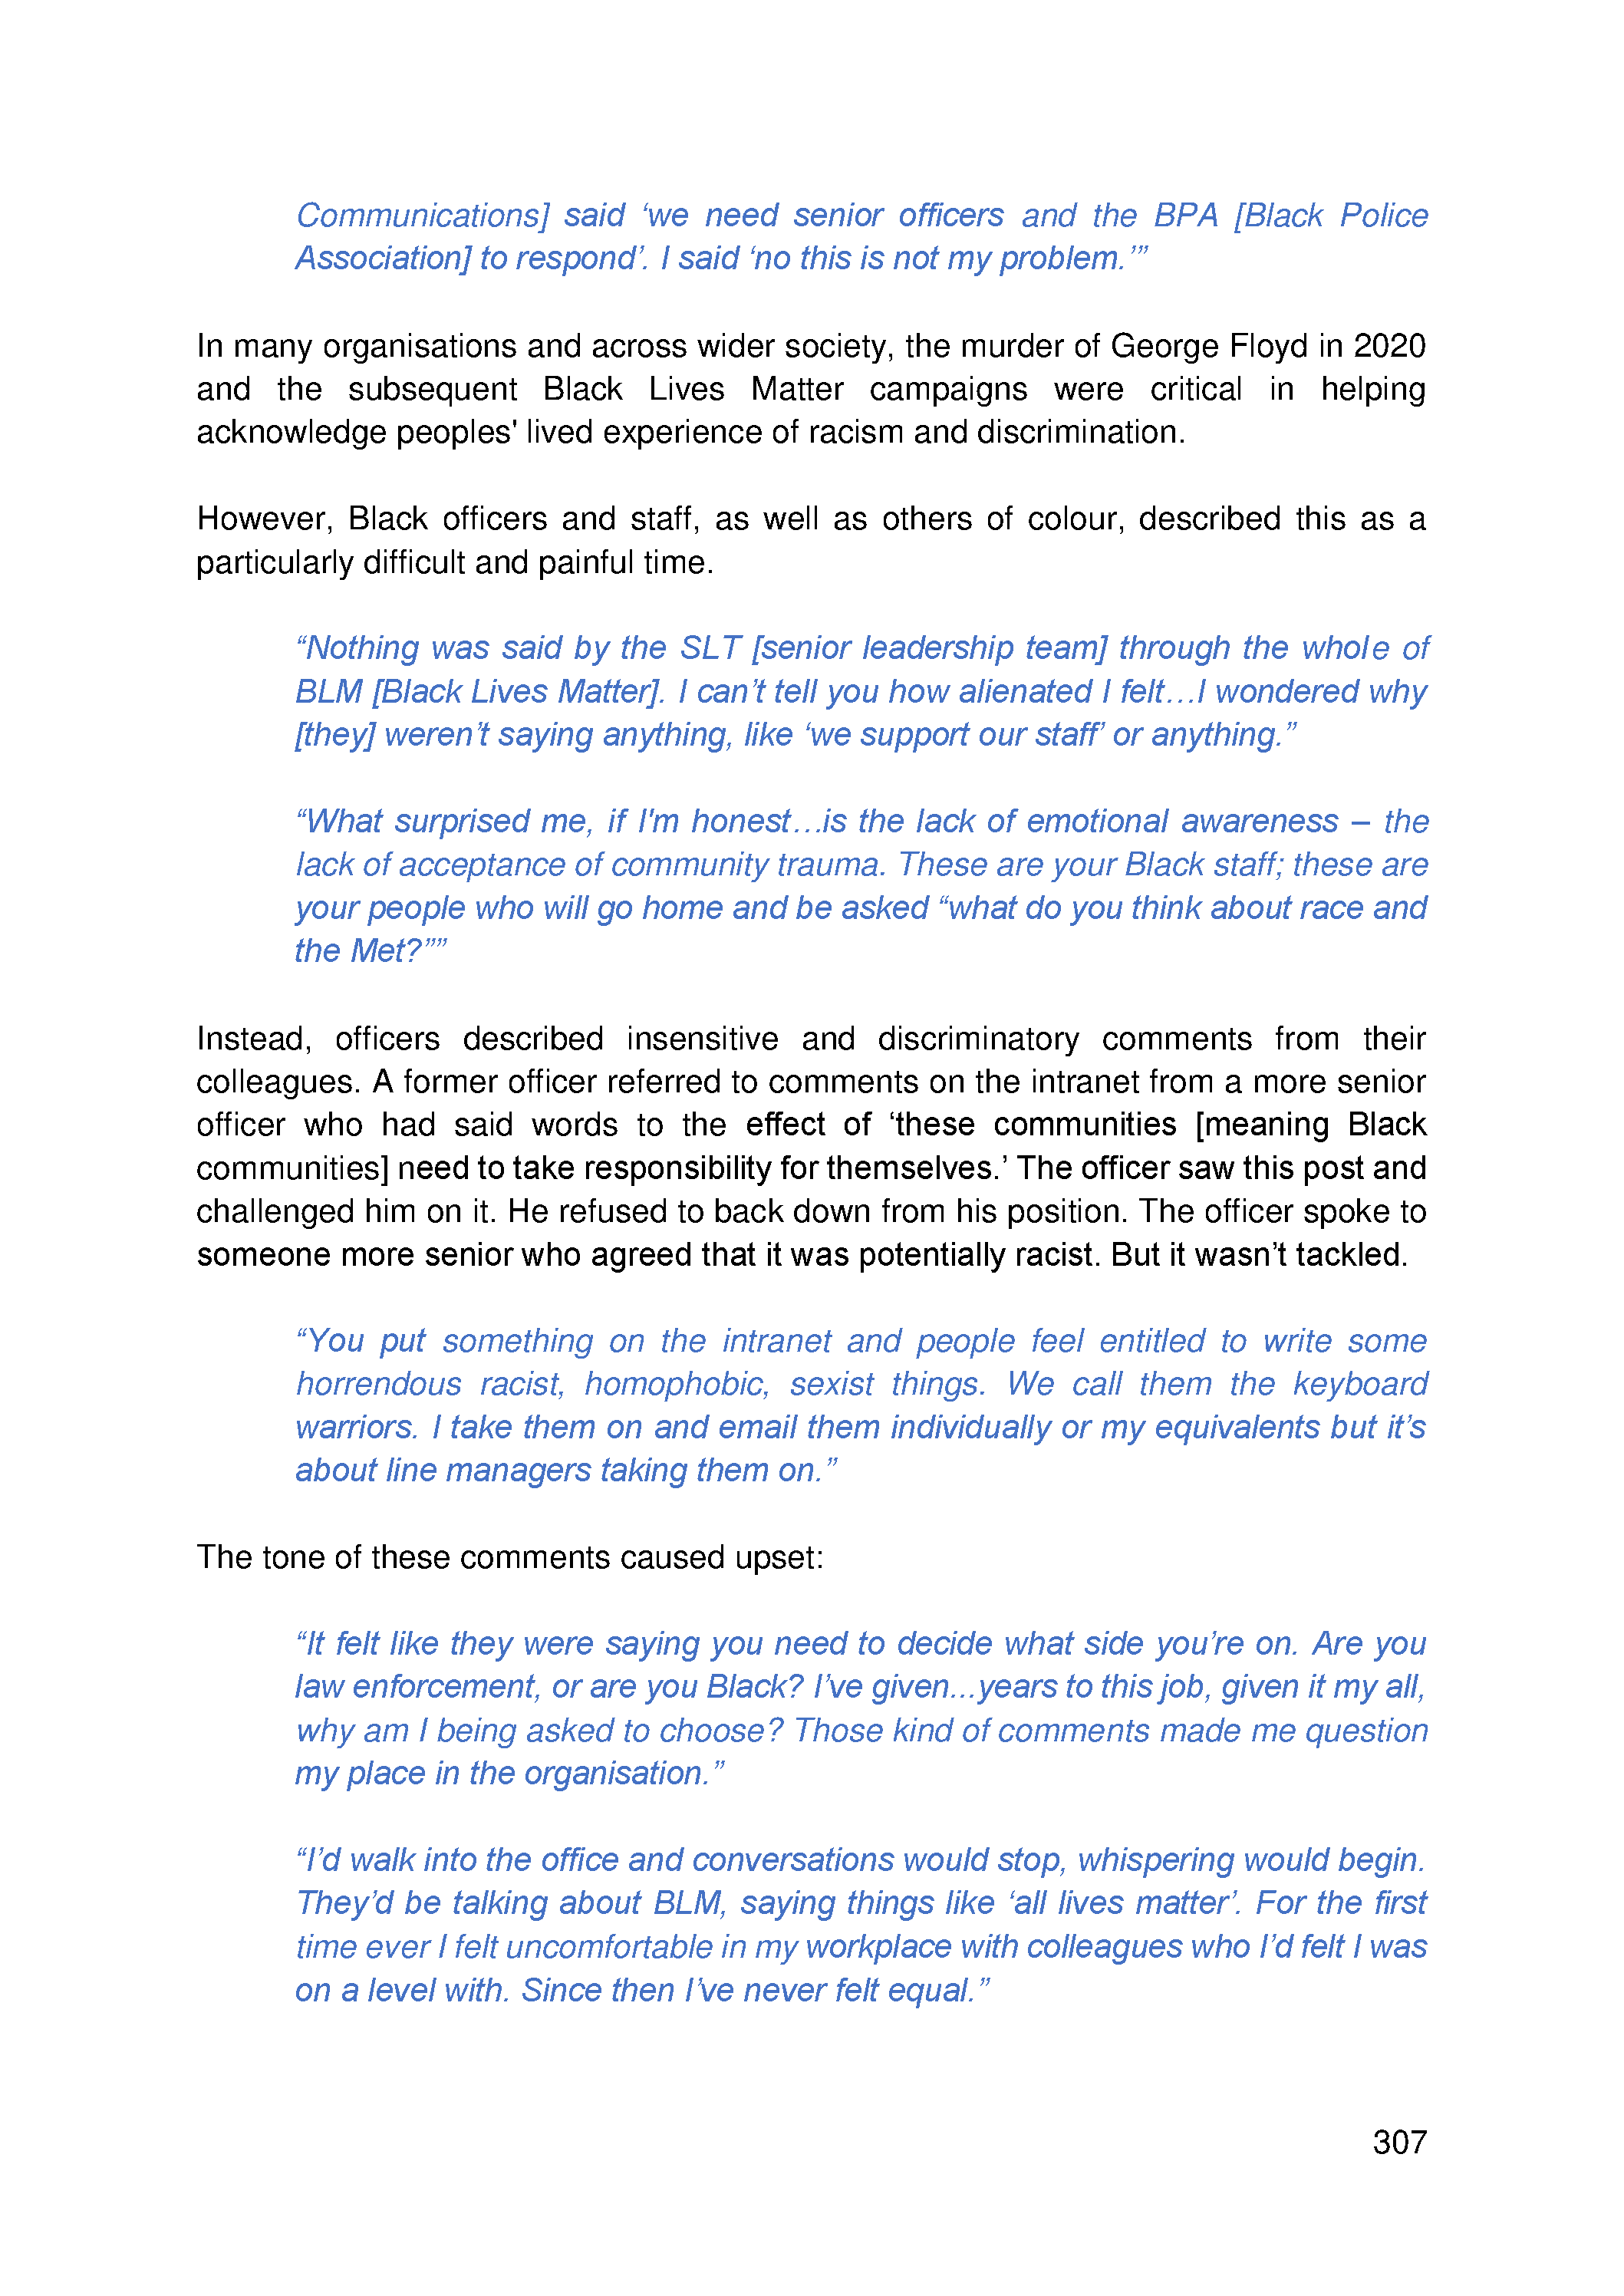 Communications] said ‘we need senior officers and the BPA [Black Police
Association] to respond’. I said ‘no this is not my problem.’”
In many organisations and across wider society, the murder of George Floyd in 2020
and the subsequent Black Lives Matter campaigns were critical in helping
acknowledge peoples' lived experience of racism and discrimination.
However, Black officers and staff, as well as others of colour, described this as a
particularly difficult and painful time.
“Nothing was said by the SLT [senior leadership team] through the whole of
BLM [Black Lives Matter]. I can’t tell you how alienated I felt…I wondered why
[they] weren’t saying anything, like ‘we support our staff’ or anything.”
“What surprised me, if I'm honest…is the lack of emotional awareness – the
lack of acceptance of community trauma. These are your Black staff; these are
your people who will go home and be asked “what do you think about race and
the Met?””
Instead, officers described insensitive and discriminatory comments from their
colleagues. A former officer referred to comments on the intranet from a more senior
officer who had said words to the effect of ‘these communities [meaning Black
communities] need to take responsibility for themselves.’ The officer saw this post and
challenged him on it. He refused to back down from his position. The officer spoke to
someone more senior who agreed that it was potentially racist. But it wasn’t tackled.
“You put something on the intranet and people feel entitled to write some
horrendous racist, homophobic, sexist things. We call them the keyboard
warriors. I take them on and email them individually or my equivalents but it’s
about line managers taking them on.”
The tone of these comments caused upset:
“It felt like they were saying you need to decide what side you’re on. Are you
law enforcement, or are you Black? I’ve given...years to this job, given it my all,
why am I being asked to choose? Those kind of comments made me question
my place in the organisation.”
“I’d walk into the office and conversations would stop, whispering would begin.
They’d be talking about BLM, saying things like ‘all lives matter’. For the first
time ever I felt uncomfortable in my workplace with colleagues who I’d felt I was
on a level with. Since then I’ve never felt equal.”
307